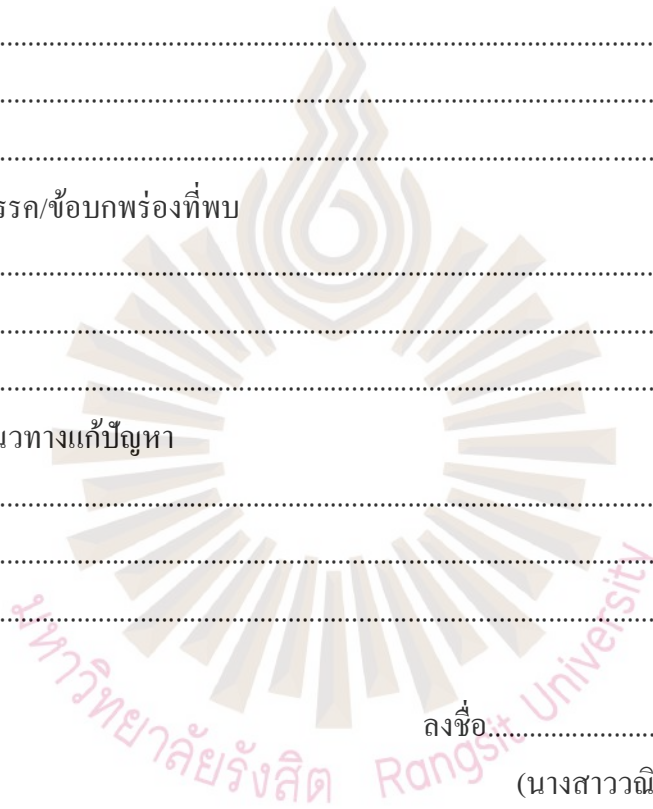 ................................................................................
................................................................................
................................................................................
รรค/ข้อบกพร่องที่พบ
................................................................................
................................................................................
................................................................................
นวทางแก้ปัญหา
................................................................................
................................................................................
................................................................................
ลงชื่อ......................
(นางสาววณิ
มหาวิทยาลัยรังสิต Rangsit University